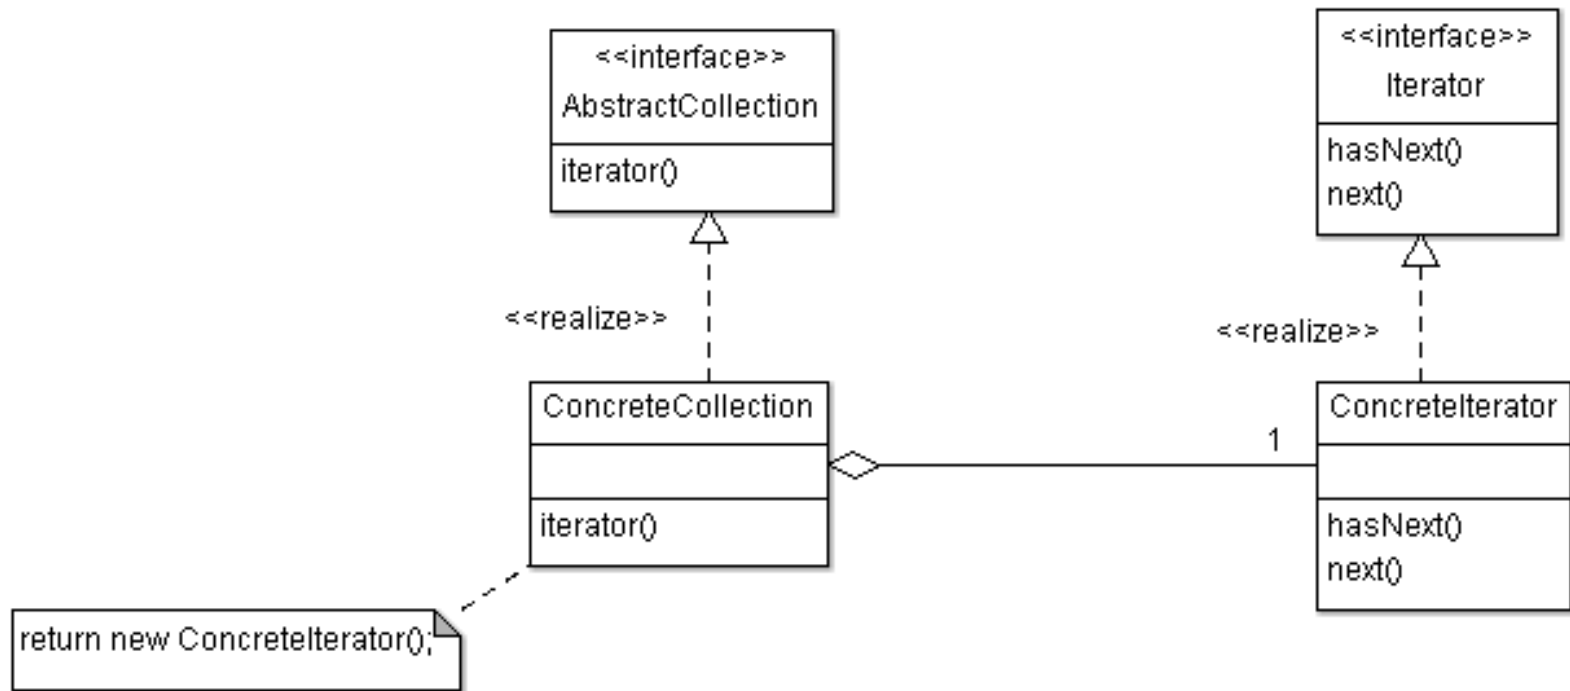 <<interface>>
AbstractCollection
iterator()
<<interface>>
Iterator
hasNext()
next()
<<realize>>
<<realize>>
ConcreteCollection
iterator()
1
ConcreteIterator
hasNext()
next()
return new ConcreteIterator();